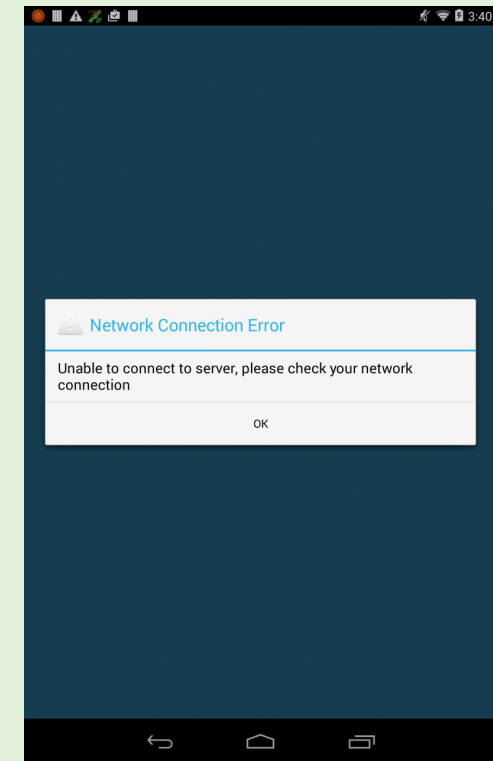 3:40
Network Connection Error
Unable to connect to server, please check your network
connection
OK